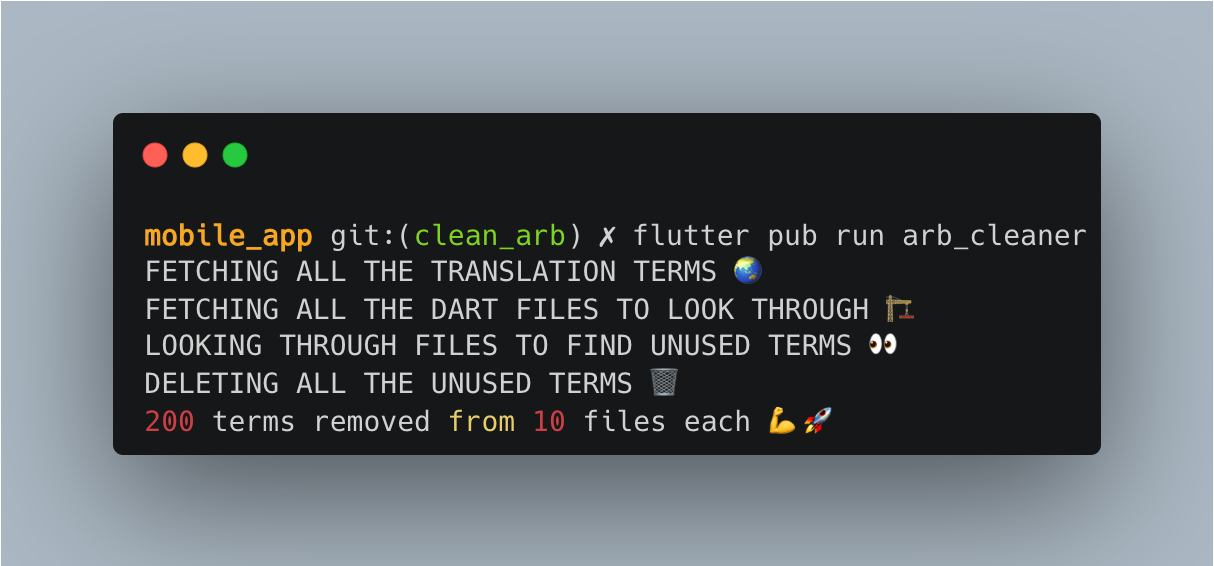 mobile_app git:(clean_arb) ✗ flutter pub run arb_cleaner
FETCHING ALL THE TRANSLATION TERMS 🌏
FETCHING ALL THE DART FILES TO LOOK THROUGH 🏗️
LOOKING THROUGH FILES TO FIND UNUSED TERMS 👀
DELETING ALL THE UNUSED TERMS 🗑️
200 terms removed from 10 files each 💪🚀